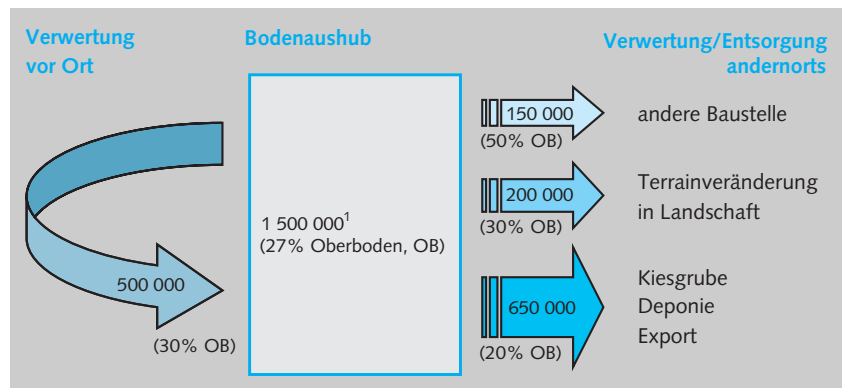 Verwertung
vor Ort
Bodenaushub
Verwertung/Entsorgung
andernorts
500 000
(30% OB)
1 500 000¹
(27% Oberboden, OB)
150 000
(50% OB)
andere Baustelle
200 000
(30% OB)
Terrainveränderung
in Landschaft
650 000
(20% OB)
Kiesgrube
Deponie
Export